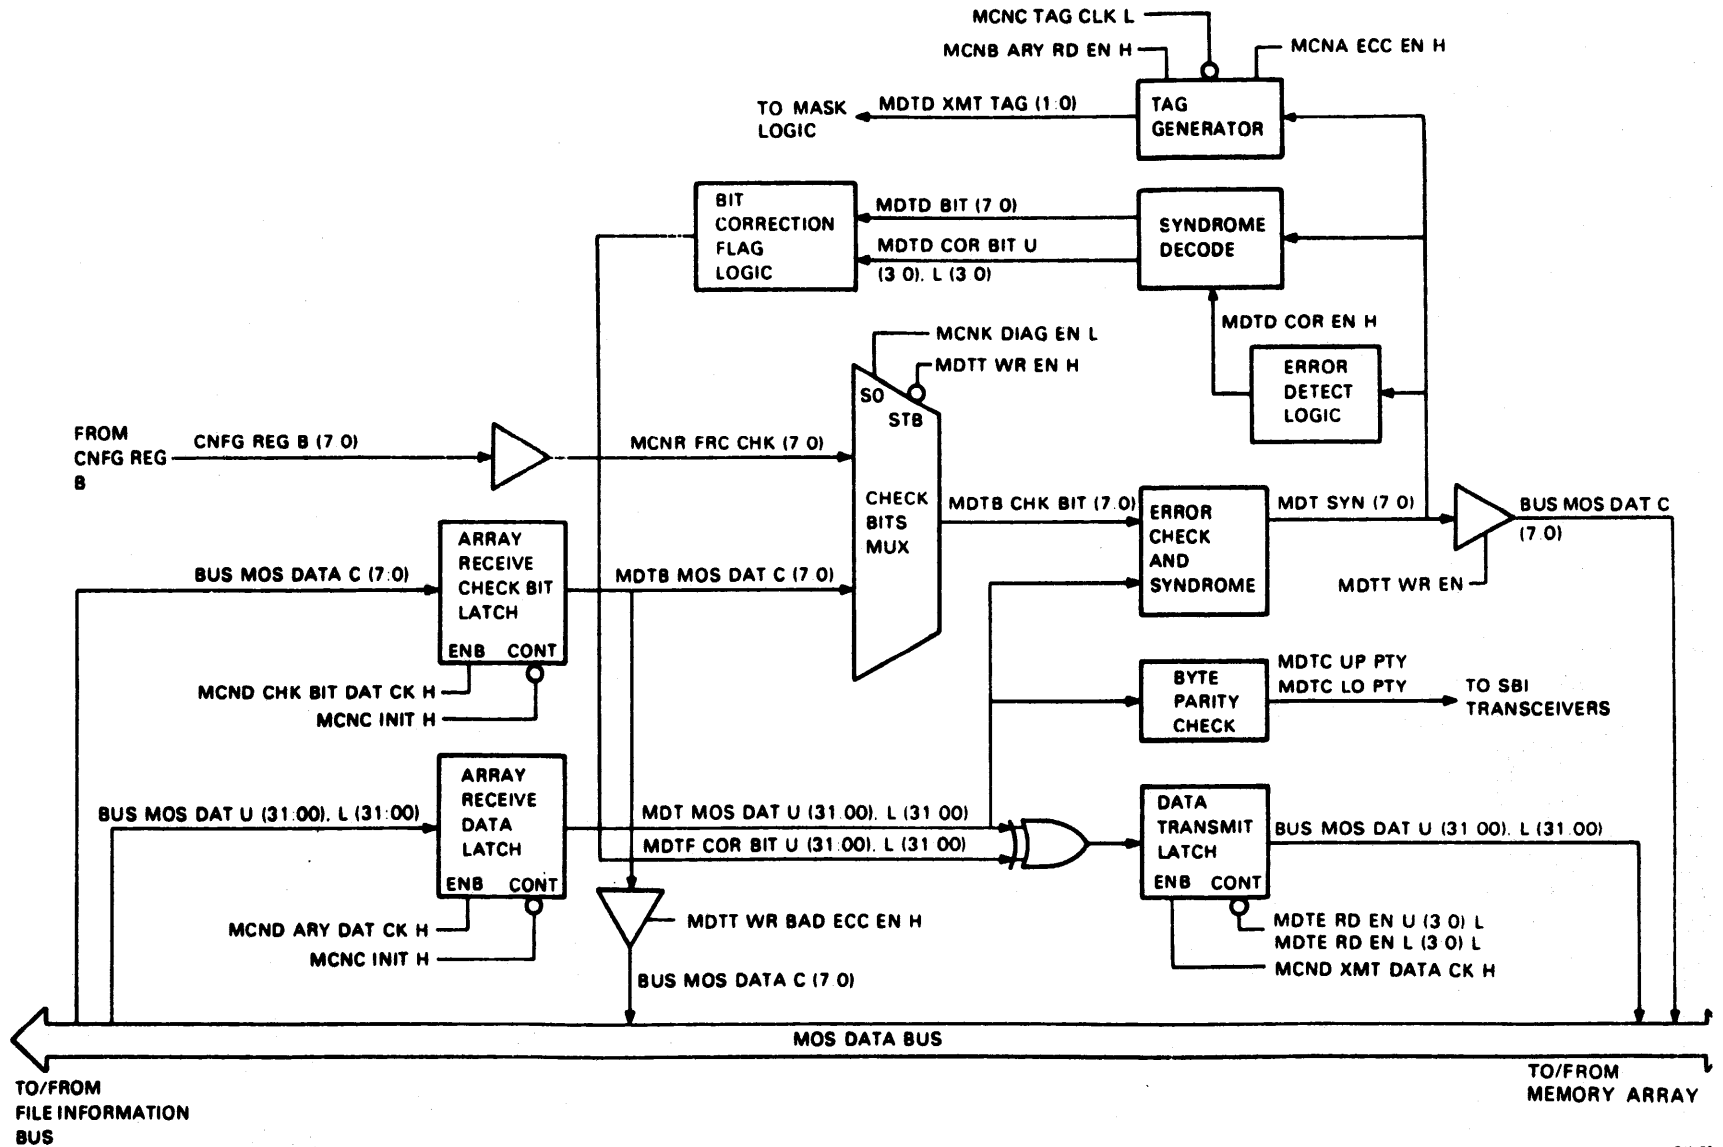 MCNC TAG CLK L
MCNB ARY RD EN H
MCNA ECC EN H
TO MASK
LOGIC
MDTD XMT TAG (1:0)
TAG
GENERATOR
BIT
CORRECTION
FLAG
LOGIC
MDTD BIT (7 0)
MDTD COR BIT U
(3 0). L (3 0)
SYNDROME
DECODE
MDTD COR EN H
ERROR
DETECT
LOGIC
MCNK DIAG EN L
MDTT WR EN H
S0
STB
FROM
CNFG REG
B
CNFG REG B (7 0)
MCNR FRC CHK (7 0)
CHECK
BITS
MUX
MDTB CHK BIT (7.0)
ERROR
CHECK
AND
SYNDROME
MDT SYN (7 0)
BUS MOS DAT C
(7.0)
MDTT WR EN
BUS MOS DATA C (7:0)
ARRAY
RECEIVE
CHECK BIT
LATCH
ENB CONT
MDTB MOS DAT C (7 0)
MCND CHK BIT DAT CK H
MCNC INIT H
BYTE
PARITY
CHECK
MDTC UP PTY
MDTC LO PTY
TO SBI
TRANSCEIVERS
BUS MOS DAT U (31:00). L (31:00)
ARRAY
RECEIVE
DATA
LATCH
ENB CONT
MDT MOS DAT U (31.00). L (31 00)
MDTF COR BIT U (31:00). L (31 00)
DATA
TRANSMIT
LATCH
ENB CONT
BUS MOS DAT U (31 00). L (31.00)
MCND ARY DAT CK H
MCNC INIT H
MDTT WR BAD ECC EN H
MDTE RD EN U (3 0) L
MDTE RD EN L (3 0) L
MCND XMT DATA CK H
BUS MOS DATA C (7 0)
MOS DATA BUS
TO/FROM
FILE INFORMATION
BUS
TO/FROM
MEMORY ARRAY